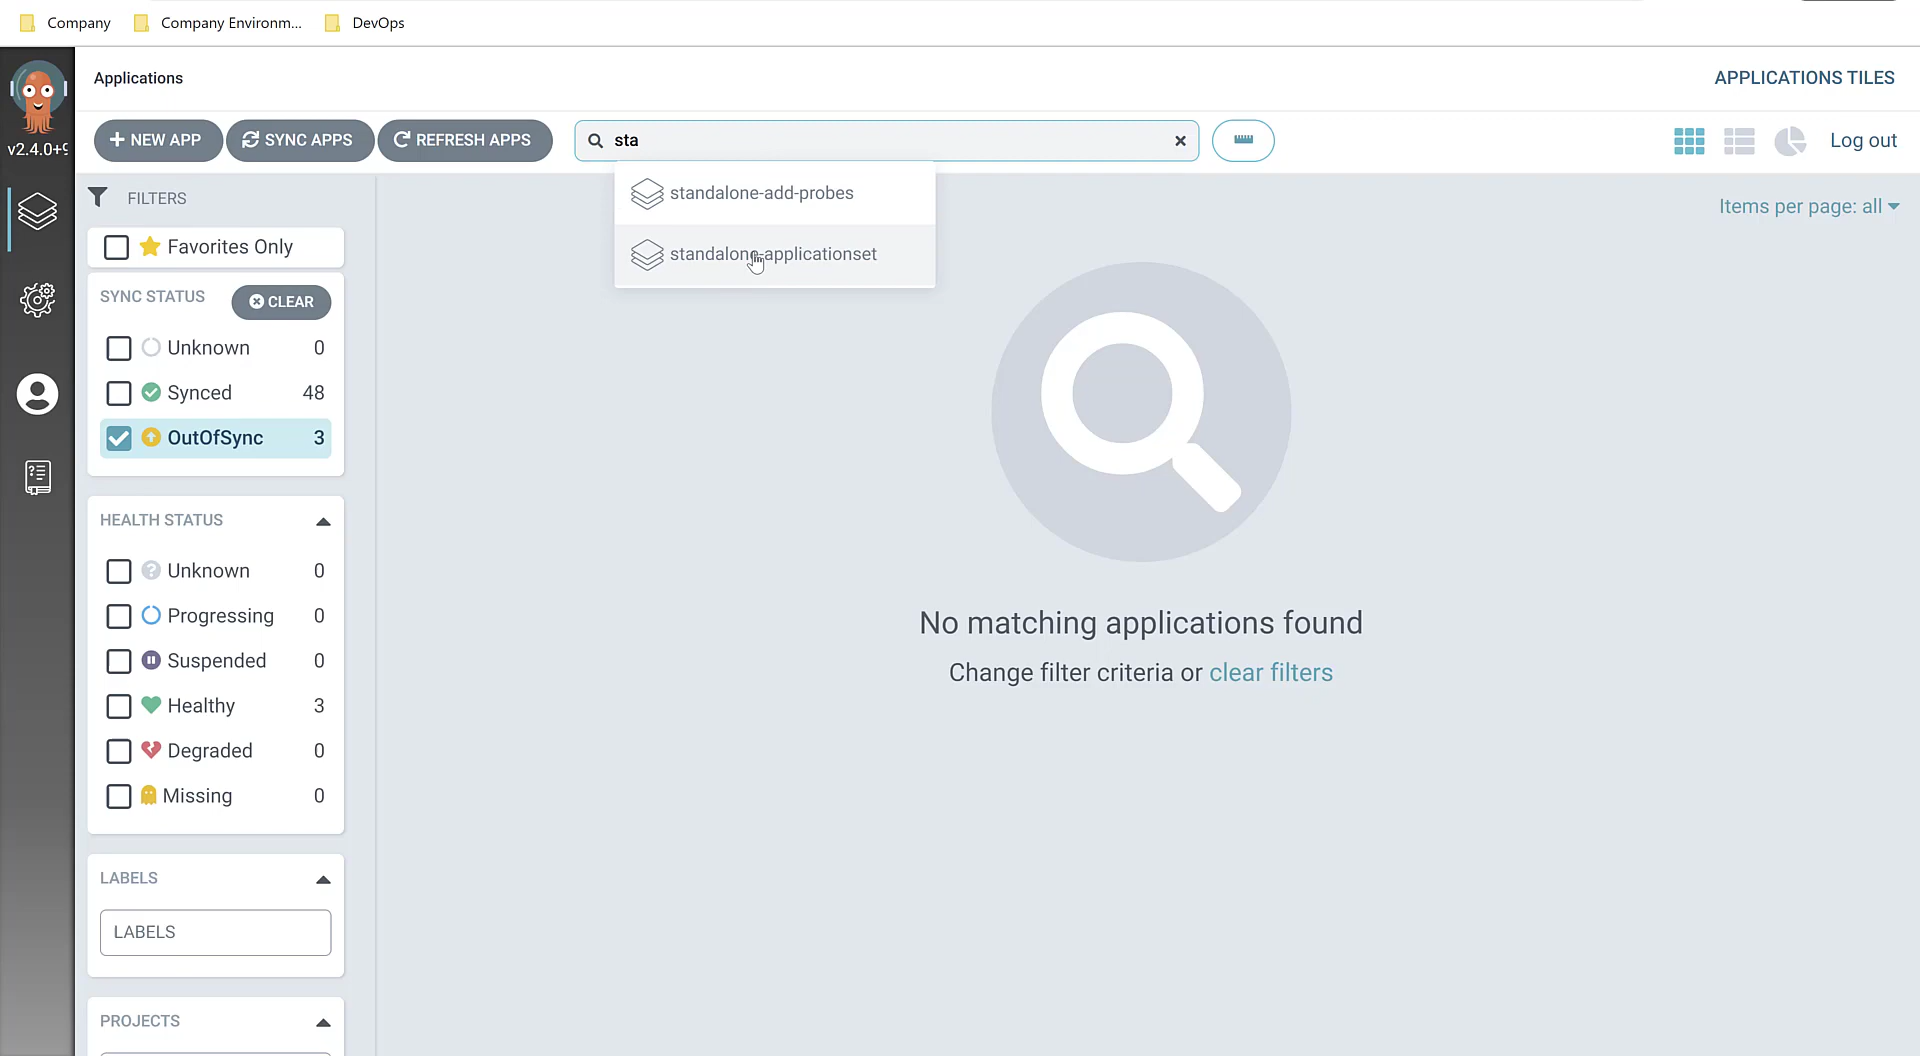 Company
Company Environm...
DevOps
Applications
APPLICATIONS TILES
v2.4.0+9
NEW APP
SYNC APPS
REFRESH APPS
sta
Log out
standalone-add-probes
standalone-applicationset
FILTERS
Items per page: all
Favorites Only
SYNC STATUS
CLEAR
Unknown 0
Synced 48
OutOfSync 3
HEALTH STATUS
Unknown 0
Progressing 0
Suspended 0
Healthy 3
Degraded 0
Missing 0
No matching applications found
Change filter criteria or clear filters
LABELS
LABELS
PROJECTS